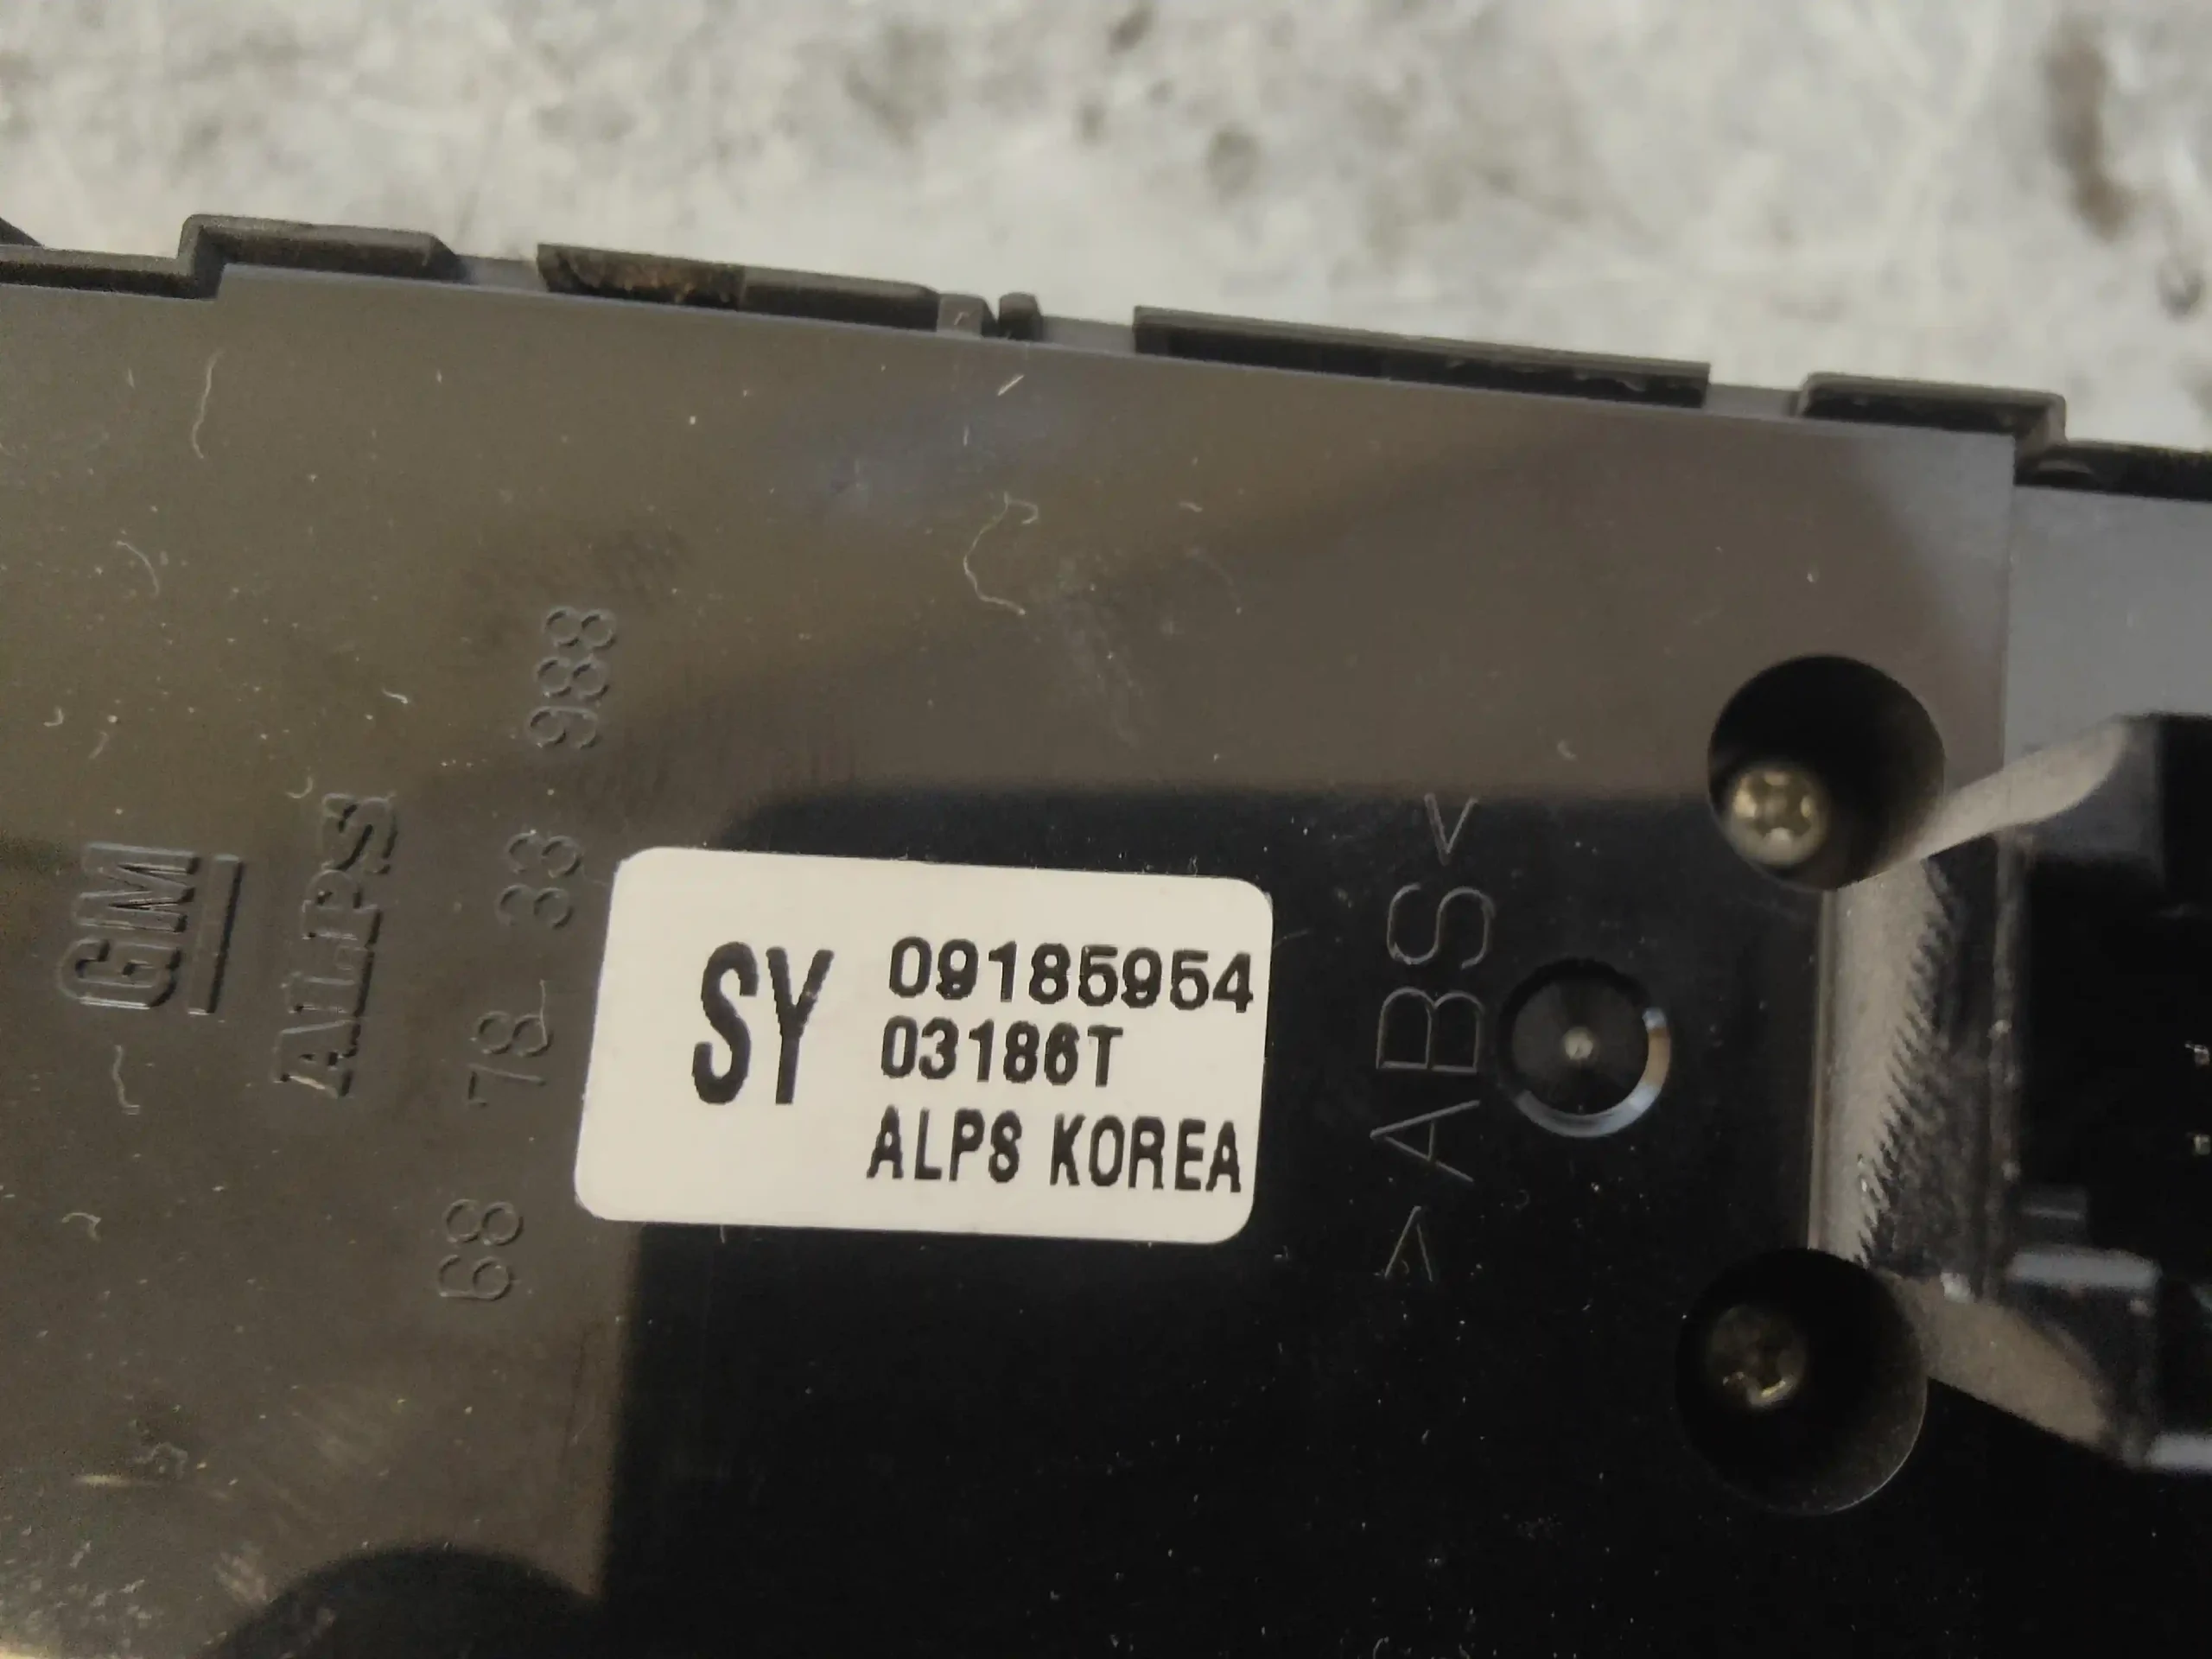 GM
ALPS
68 78 33 988
SY
09185954
03186T
ALPS KOREA
>ABS<